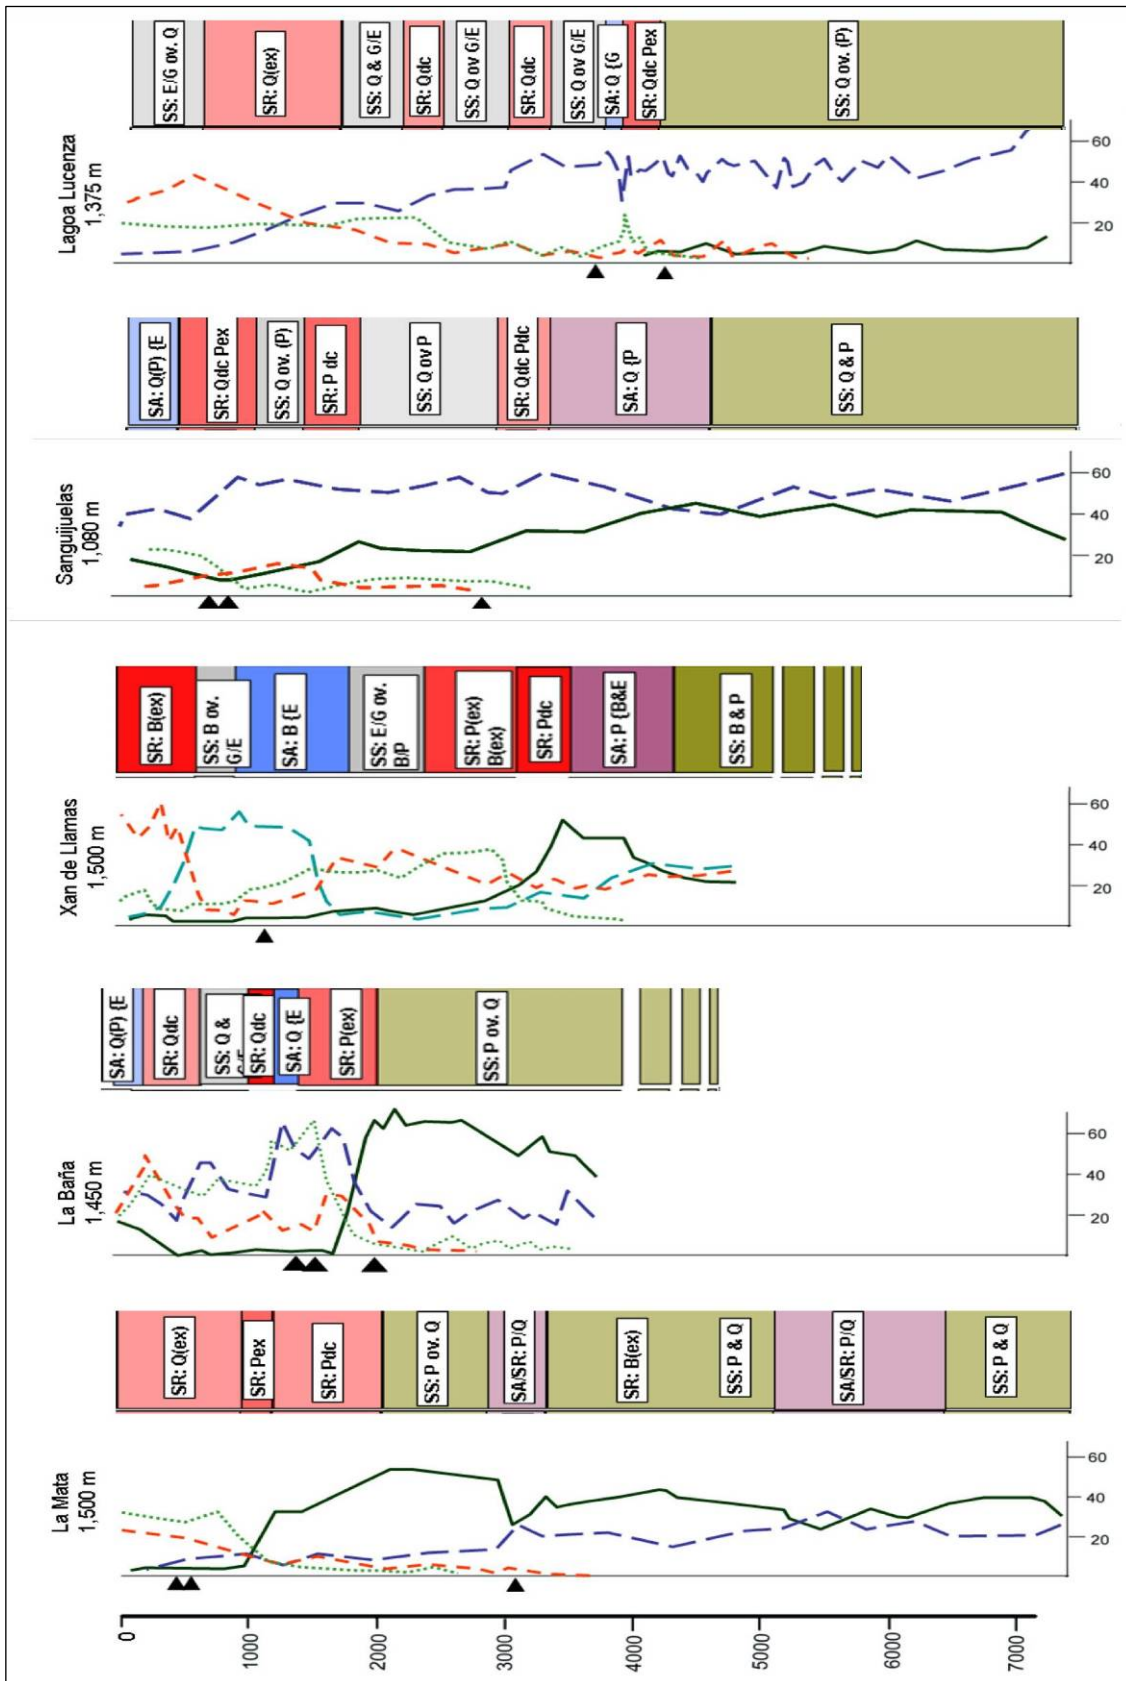 SS: E/G ov. Q
SR: Q(ex)
SS: Q & G/E
SR: Qdc
SS: Q ov G/E
SR: Qdc
SS: Q ov G/E
SA: Q {G
SR: Qdc Pex
SS: Q ov. (P)
Lagoa Lucenza
1,375 m
60
40
20
SA: Q(P) {E
SR: Qdc Pex
SS: Q ov. (P)
SR: P dc
SS: Q ov P
SR: Qdc Pdc
SA: Q {P
SS: Q & P
Sanguijuelas
1,080 m
60
40
20
SR: B(ex)
SS: B ov.
G/E
SA: B {E
SS: E/G ov.
B/P
SR: P(ex)
B(ex)
SR: Pdc
SA: P {B&E
SS: B & P
Xan de Llamas
1,500 m
60
40
20
SA: Q(P) {E
SR: Qdc
SS: Q &
SR: Qdc
SA: Q {E
SR: P(ex)
SS: P ov. Q
La Baña
1,450 m
60
40
20
SR: Q(ex)
SR: Pex
SR: Pdc
SS: P ov. Q
SA/SR: P/Q
SR: B(ex)
SS: P & Q
SA/SR: P/Q
SS: P & Q
La Mata
1,500 m
60
40
20
0
1000
2000
3000
4000
5000
6000
7000